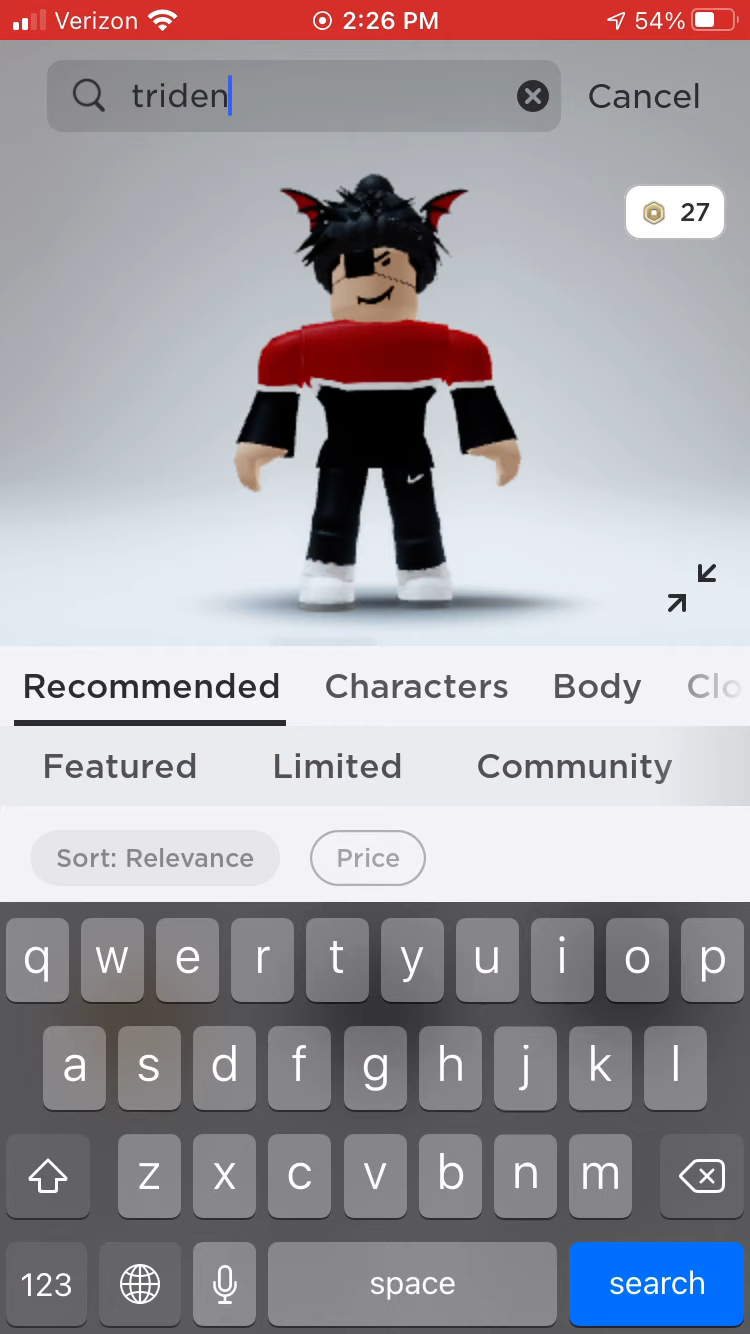 Verizon 2:26 PM 54%
triden Cancel
27
Recommended Characters Body Clo
Featured Limited Community
Sort: Relevance Price
q w e r t y u i o p
a s d f g h j k l
z x c v b n m
123 space search